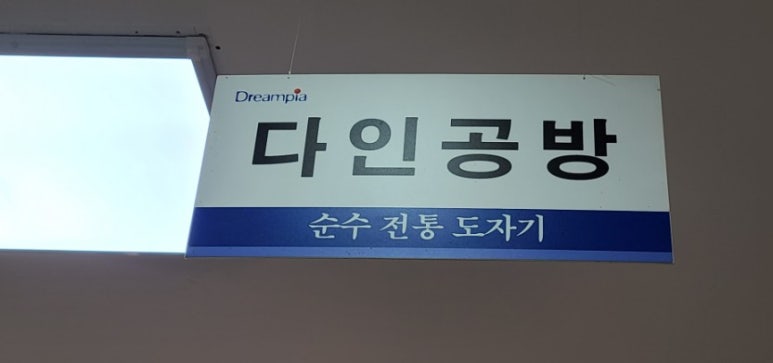 Dreampia
다인공방
순수 전통 도자기